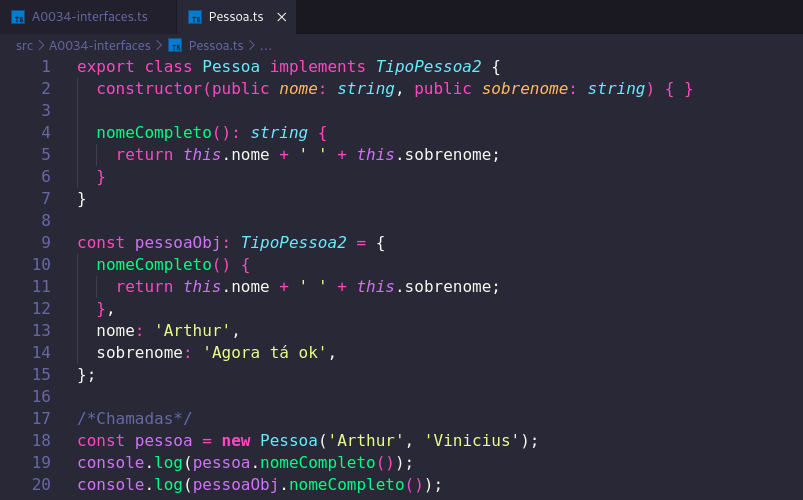 A0034-interfaces.ts Pessoa.ts
src > A0034-interfaces > Pessoa.ts > ...
1 export class Pessoa implements TipoPessoa2 {
2 constructor(public nome: string, public sobrenome: string) { }
3
4 nomeCompleto(): string {
5 return this.nome + ' ' + this.sobrenome;
6 }
7 }
8
9 const pessoaObj: TipoPessoa2 = {
10 nomeCompleto() {
11 return this.nome + ' ' + this.sobrenome;
12 },
13 nome: 'Arthur',
14 sobrenome: 'Agora tá ok',
15 };
16
17 /*Chamadas*/
18 const pessoa = new Pessoa('Arthur', 'Vinicius');
19 console.log(pessoa.nomeCompleto());
20 console.log(pessoaObj.nomeCompleto());